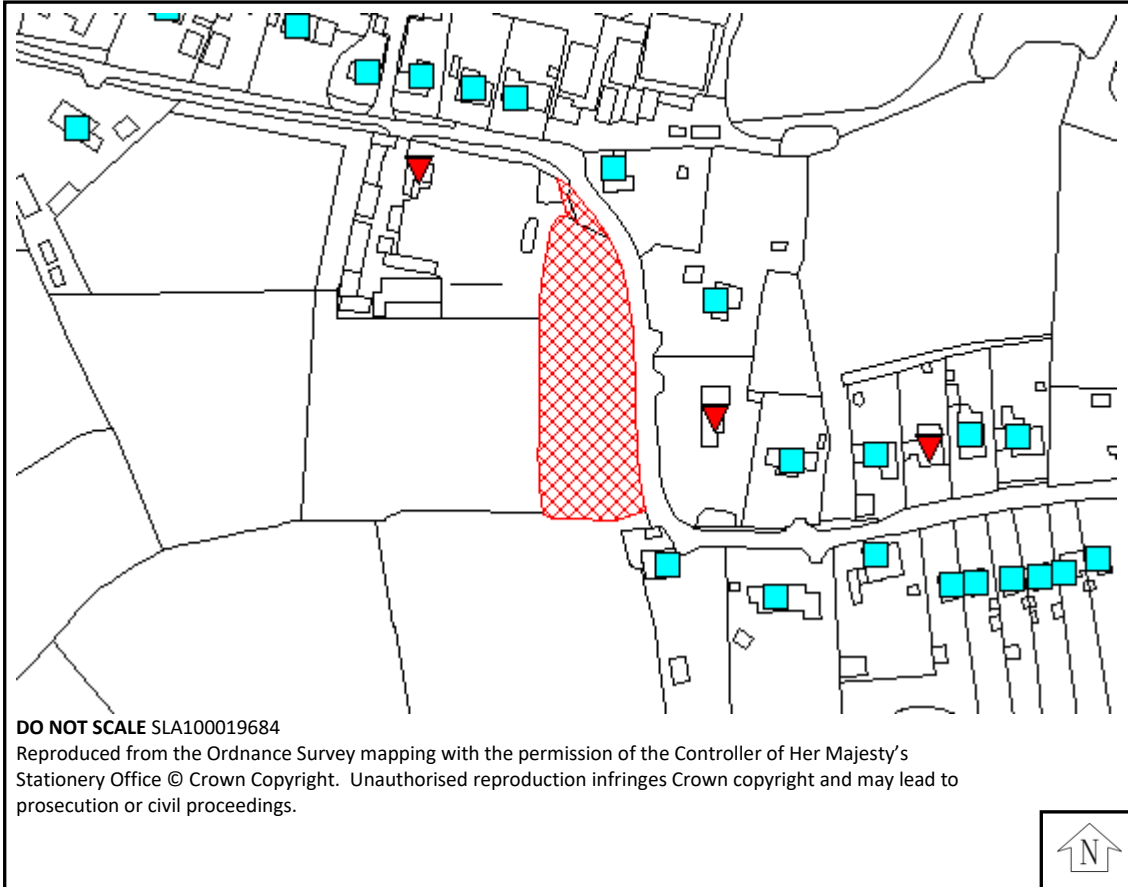 DO NOT SCALE SLA100019684
Reproduced from the Ordnance Survey mapping with the permission of the Controller of Her Majesty's
Stationery Office © Crown Copyright. Unauthorised reproduction infringes Crown copyright and may lead to
prosecution or civil proceedings.
N